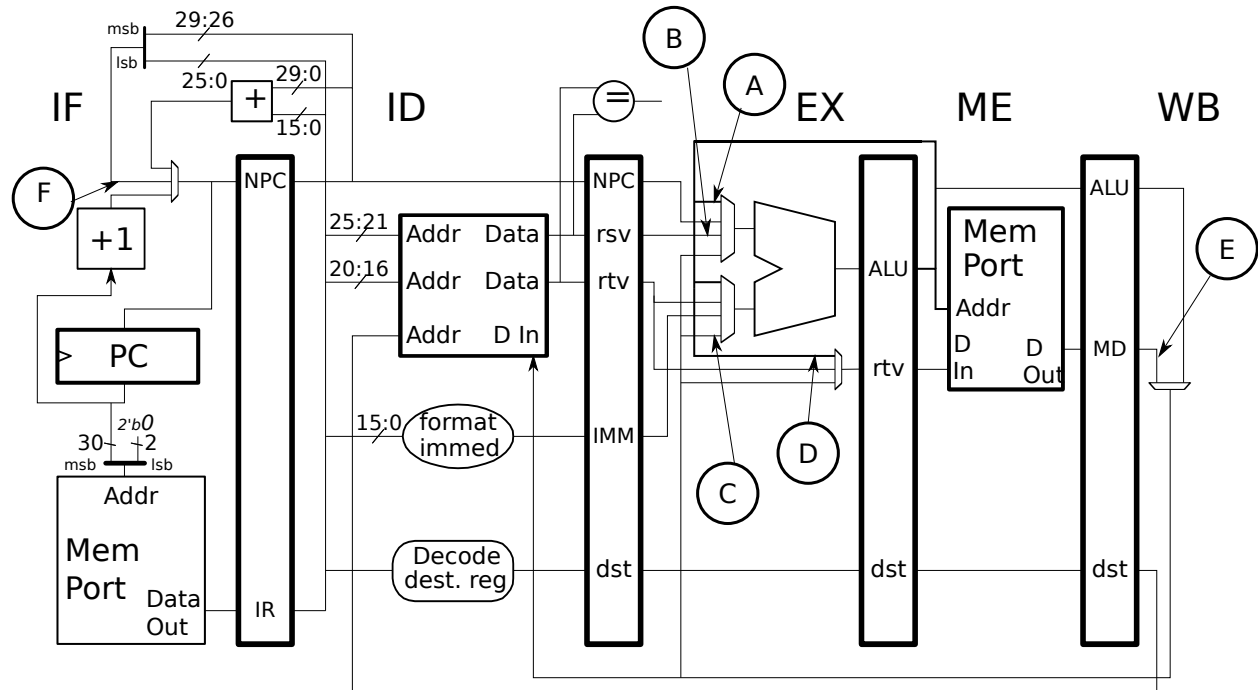 29:26
msb
lsb
25:0
29:0
+
15:0
IF
ID
=
B
A
EX
ME
WB
F
NPC
NPC
ALU
+1
25:21
Addr
Data
rsv
20:16
Addr
Data
rtv
Addr
D In
ALU
Mem
Port
Addr
D
In
D
Out
E
MD
PC
rtv
2'b0
30
2
msb
lsb
15:0
format
immed
IMM
D
C
Addr
Mem
Port
Data
Out
IR
Decode
dest. reg
dst
dst
dst